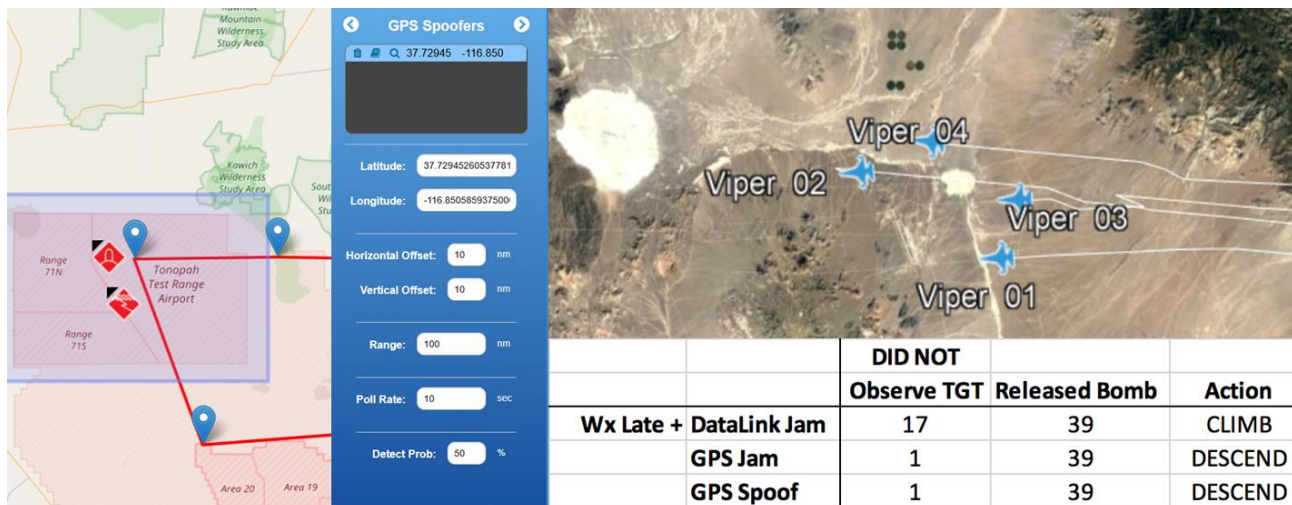 Mountain
Wilderness
Study Area
Kawich
Wilderness
Study Area
Range
71N
Tonopah
Test Range
Airport
Range
71S
Area 20
Area 19
GPS Spoofers
37.72945 -116.850
Latitude: 37.72945260537781
Longitude: -116.85058593750
Horizontal Offset: 10 nm
Vertical Offset: 10 nm
Range: 100 nm
Poll Rate: 10 sec
Detect Prob: 50 %
Viper 04
Viper 02
Viper 03
Viper 01
DID NOT
Observe TGT Released Bomb Action
Wx Late + DataLink Jam 17 39 CLIMB
GPS Jam 1 39 DESCEND
GPS Spoof 1 39 DESCEND